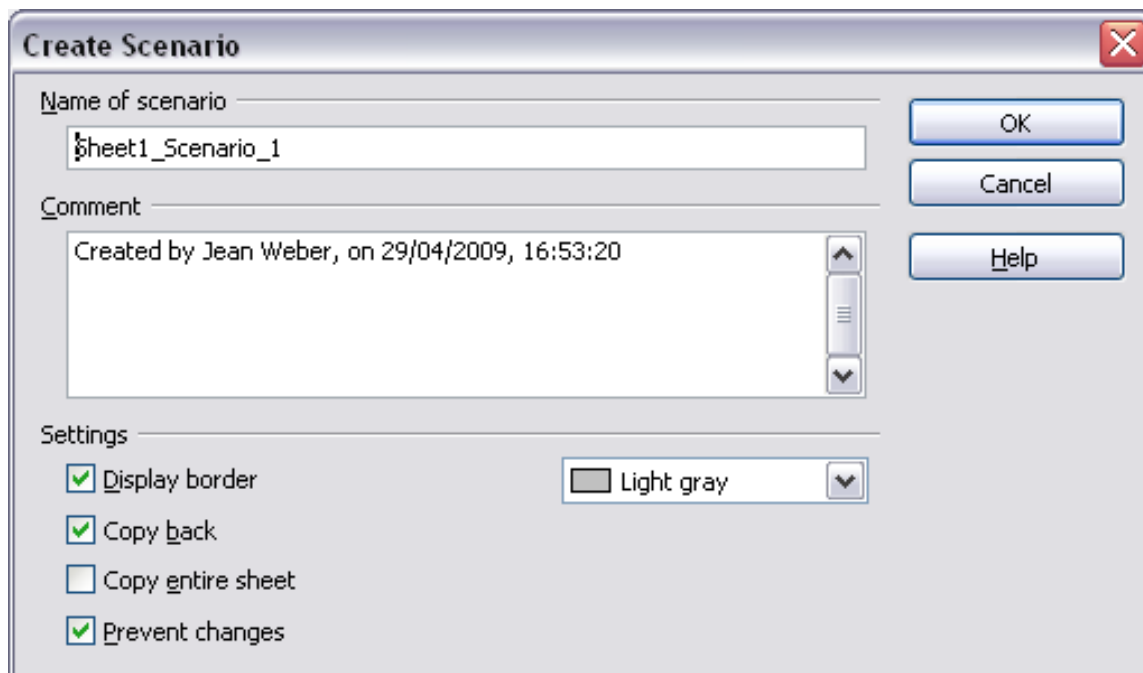 Create Scenario
Name of scenario
Sheet1_Scenario_1
OK
Cancel
Comment
Created by Jean Weber, on 29/04/2009, 16:53:20
Help
Settings
Display border
Light gray
Copy back
Copy entire sheet
Prevent changes